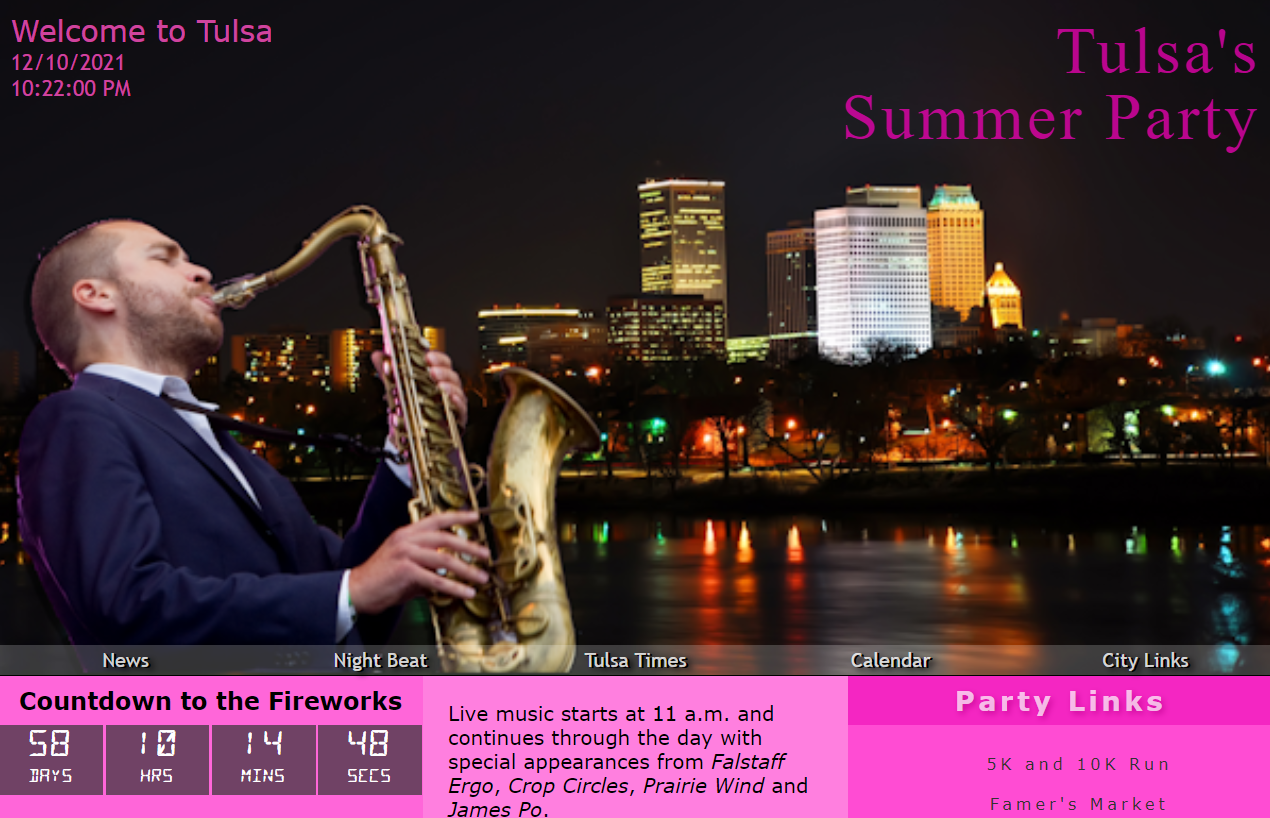 Welcome to Tulsa
12/10/2021
10:22:00 PM
Tulsa's
Summer Party
News Night Beat Tulsa Times Calendar City Links
Countdown to the Fireworks
58 10 14 48
DAYS HRS MINS SECS
Live music starts at 11 a.m. and
continues through the day with
special appearances from Falstaff
Ergo, Crop Circles, Prairie Wind and
James Po.
Party Links
5K and 10K Run
Famer's Market